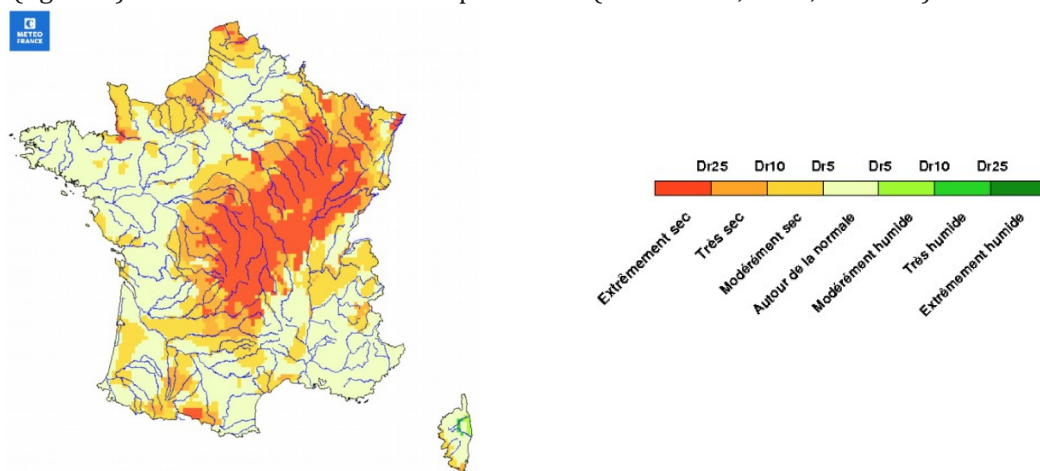 METEO
FRANCE
Dr25 Dr10 Dr5 Dr5 Dr10 Dr25
Extrêmement sec
Très sec
Modérément sec
Autour de la normale
Modérément humide
Très humide
Extrêmement humide